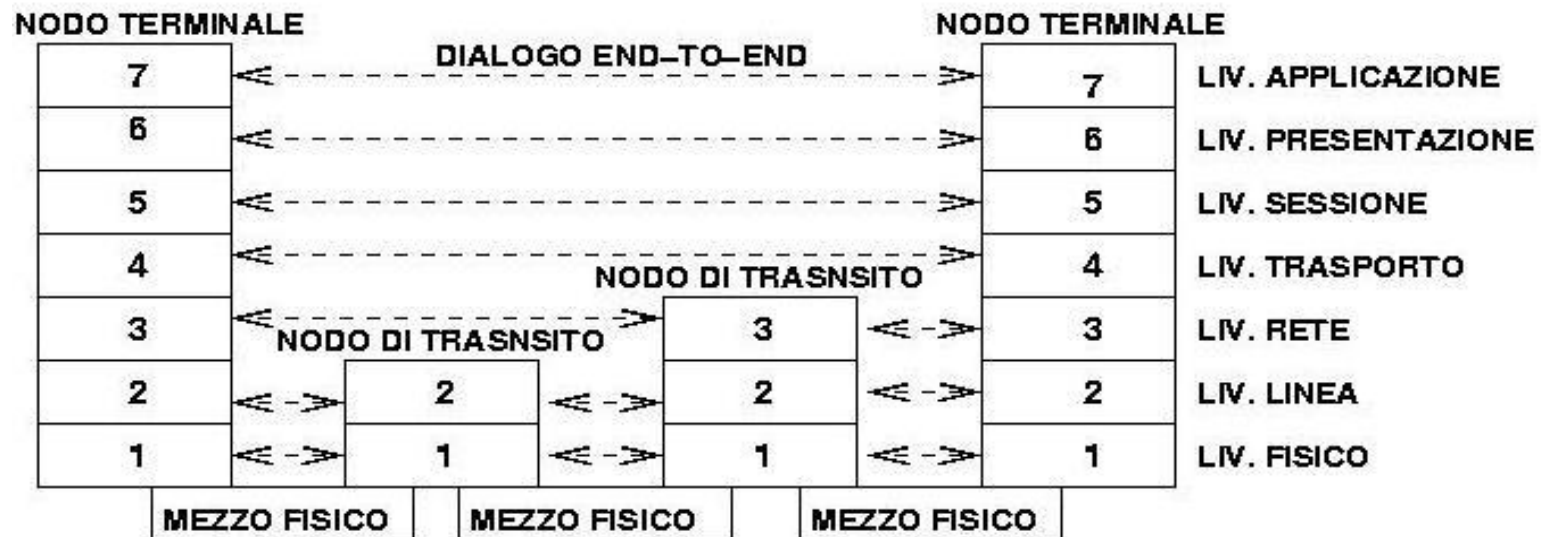 NODO TERMINALE NODO TERMINALE
DIALOGO END–TO–END
7 7 LIV. APPLICAZIONE
6 6 LIV. PRESENTAZIONE
5 5 LIV. SESSIONE
4 4 LIV. TRASPORTO
NODO DI TRASNSITO
3 3 3 LIV. RETE
NODO DI TRASNSITO
2 2 2 2 LIV. LINEA
1 1 1 1 LIV. FISICO
MEZZO FISICO MEZZO FISICO MEZZO FISICO